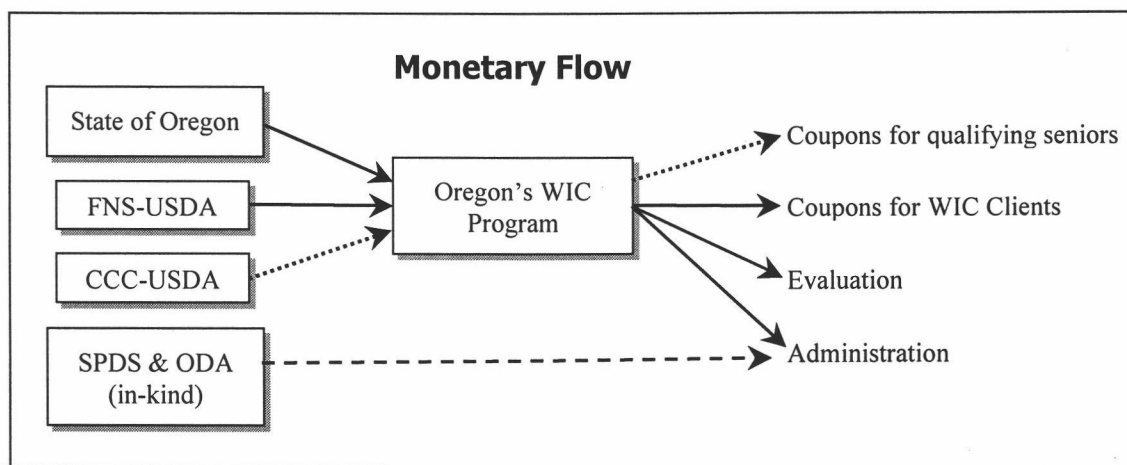 Monetary Flow
State of Oregon
FNS-USDA
CCC-USDA
SPDS & ODA
(in-kind)
Oregon's WIC
Program
Coupons for qualifying seniors
Coupons for WIC Clients
Evaluation
Administration